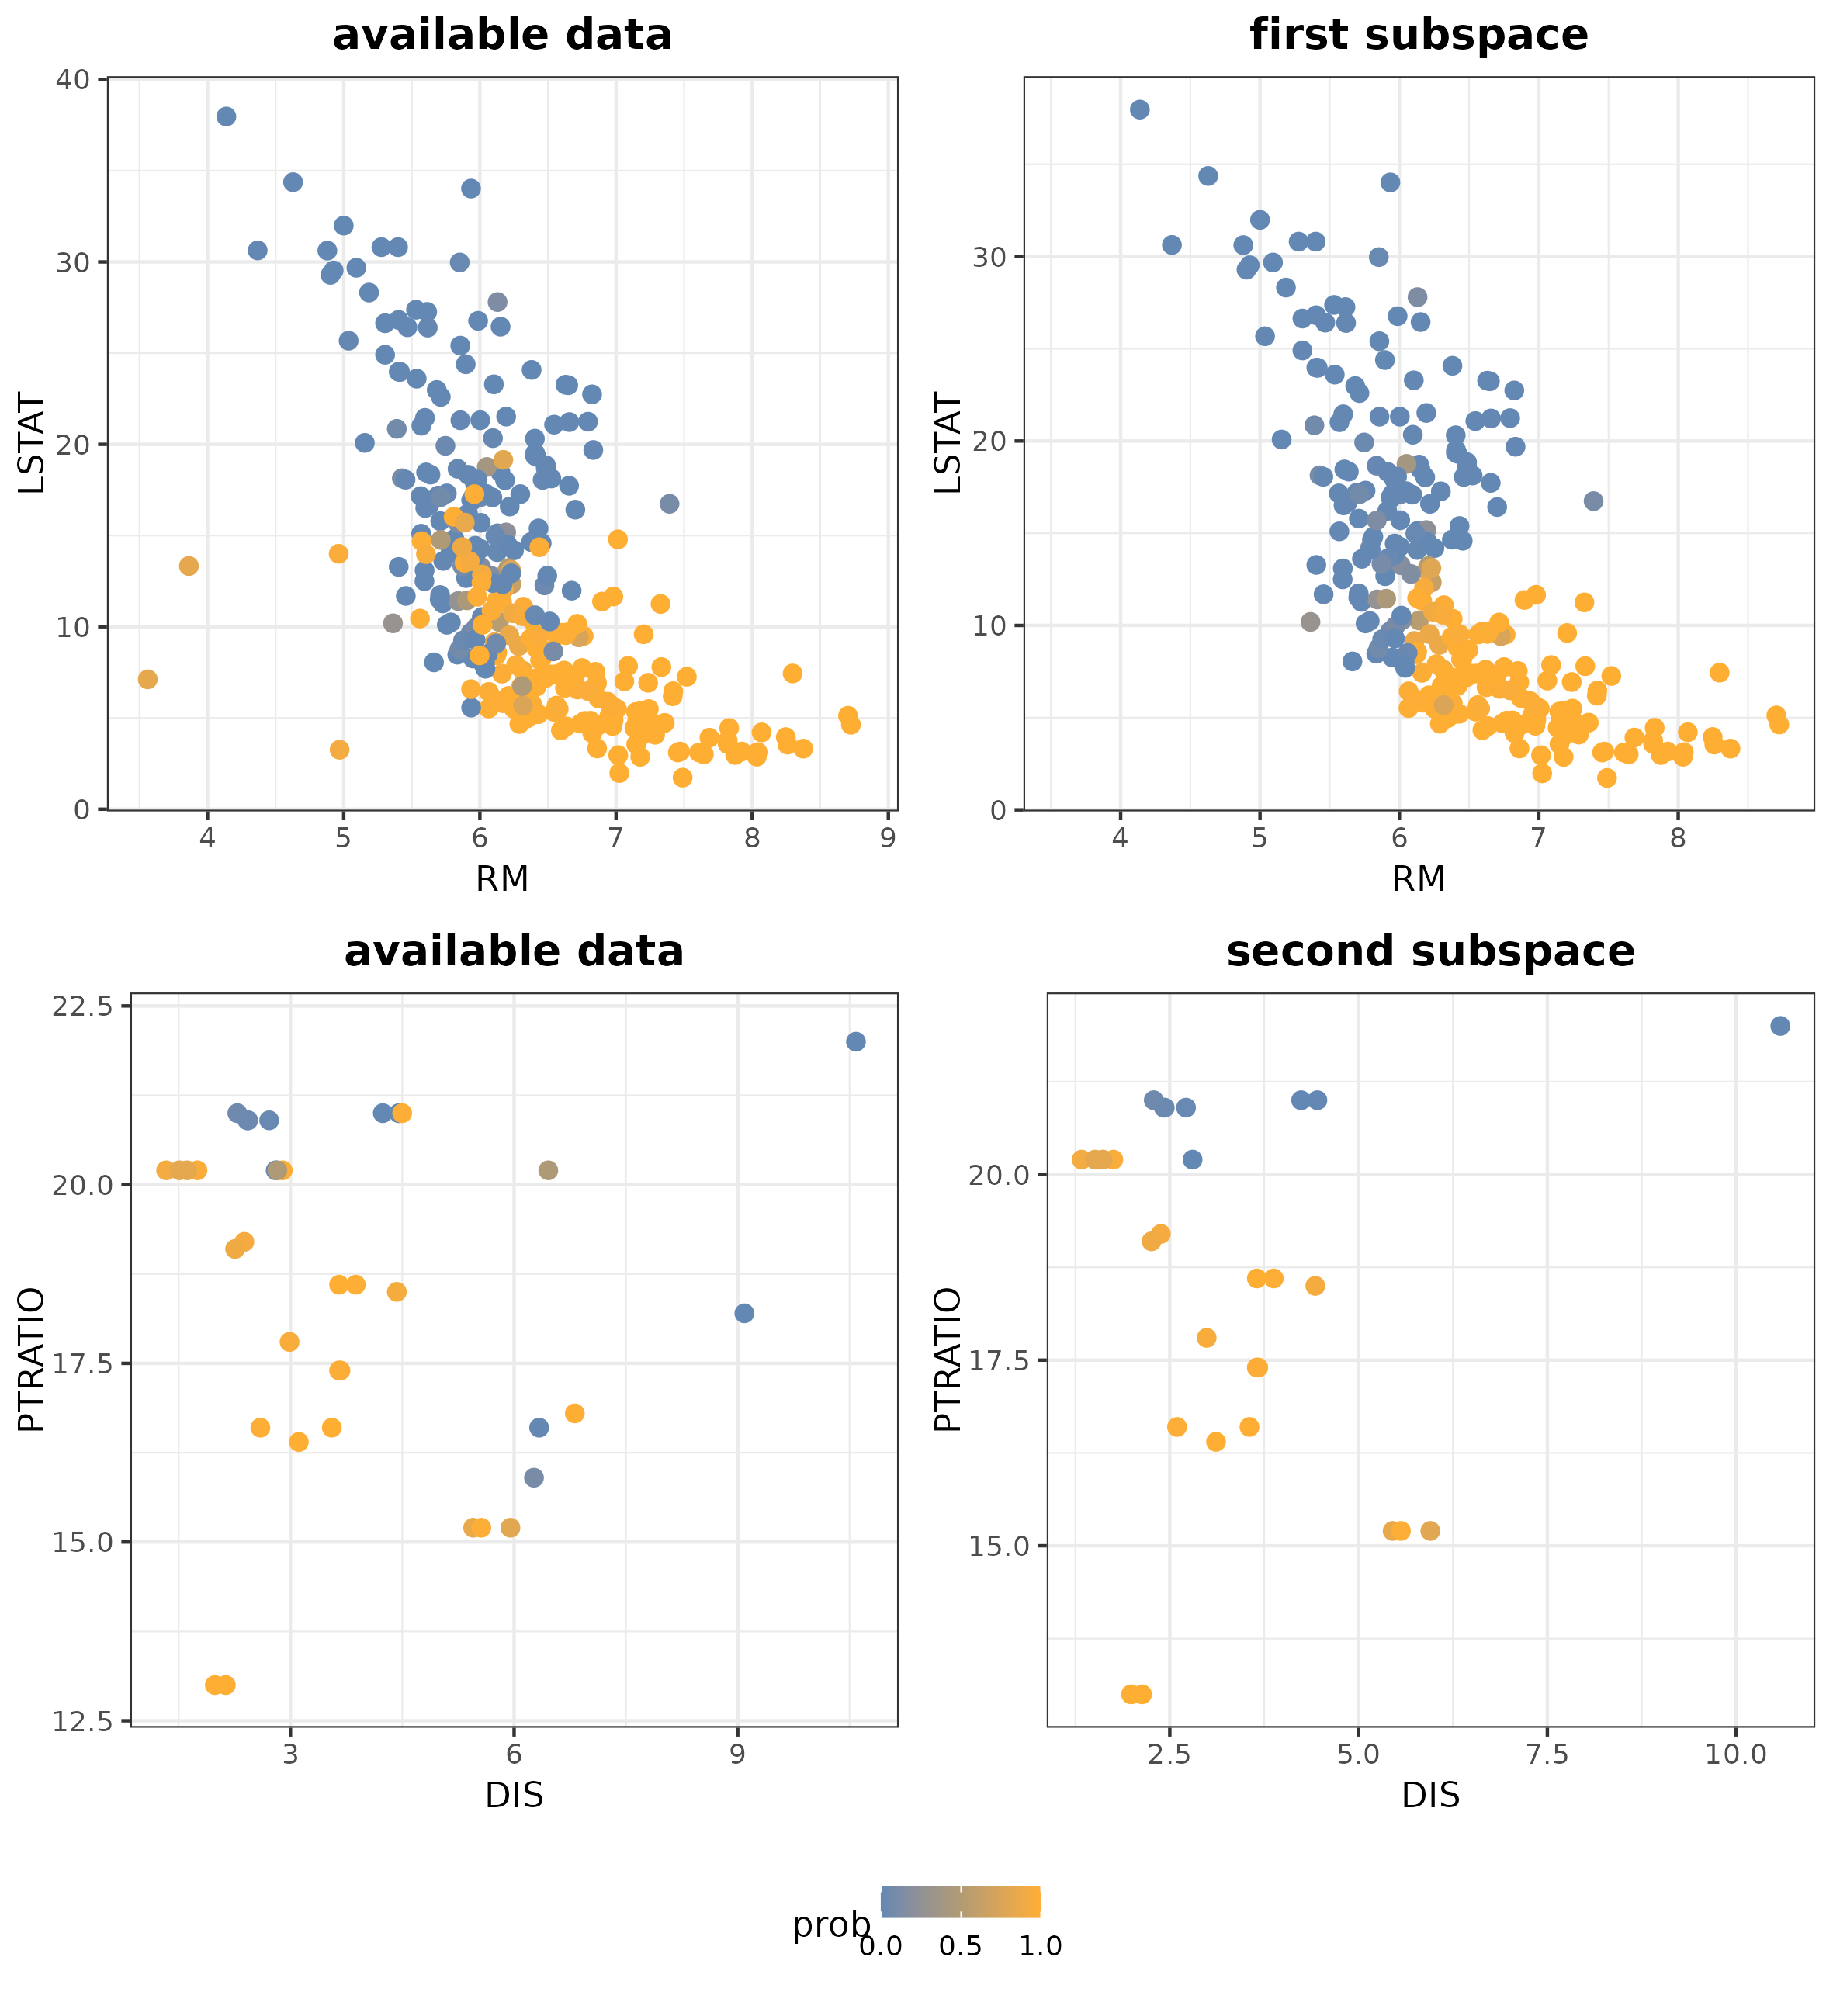 available data
first subspace
40
30
20
10
0
LSTAT
4 5 6 7 8 9
RM
30
20
10
0
LSTAT
4 5 6 7 8
RM
available data
second subspace
22.5
20.0
17.5
15.0
12.5
PTRATIO
3 6 9
DIS
20.0
17.5
15.0
PTRATIO
2.5 5.0 7.5 10.0
DIS
prob
0.0 0.5 1.0